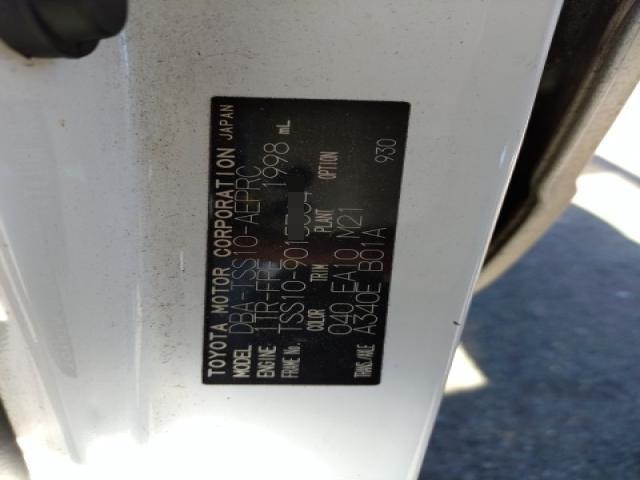 TOYOTA MOTOR CORPORATION JAPAN
MODEL DBA-TSS10-AEPRC
ENGINE 1TR-FPE 1998 mL
FRAME No.
COLOR TRIM PLANT OPTION
040 EA10 M21 930
TRANS./AXLE A340E B01A